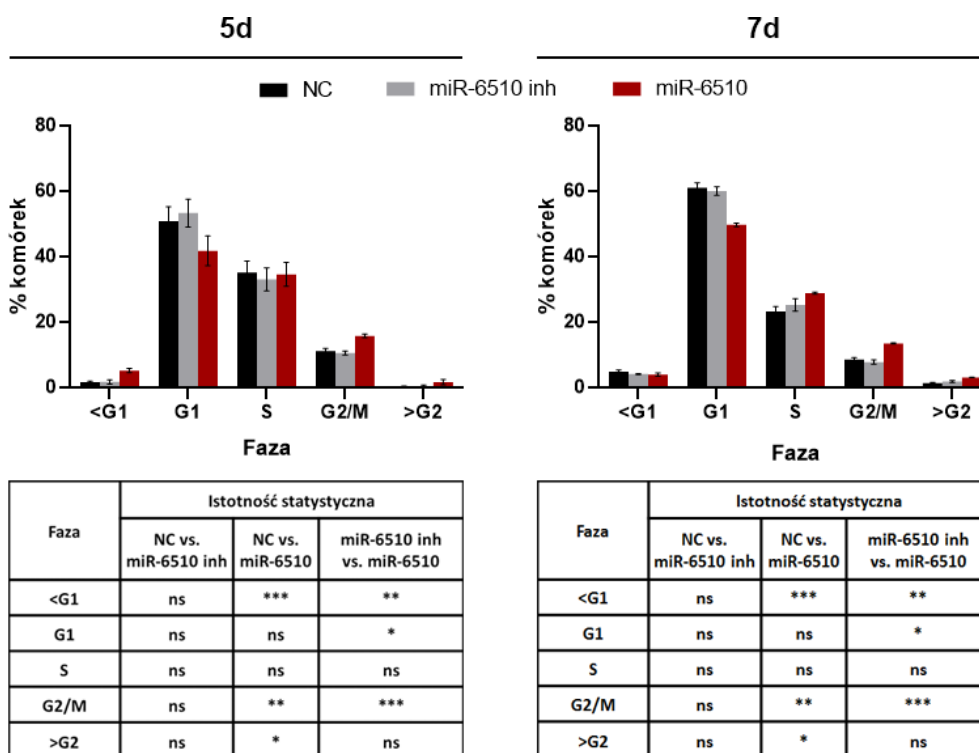 5d
7d
NC miR-6510 inh miR-6510
% komórek
80
60
40
20
0
<G1 G1 S G2/M >G2
Faza
% komórek
80
60
40
20
0
<G1 G1 S G2/M >G2
Faza
Faza Istotność statystyczna
NC vs. miR-6510 inh NC vs. miR-6510 miR-6510 inh vs. miR-6510
<G1 ns *** **
G1 ns ns *
S ns ns ns
G2/M ns ** ***
>G2 ns * ns
Faza Istotność statystyczna
NC vs. miR-6510 inh NC vs. miR-6510 miR-6510 inh vs. miR-6510
<G1 ns *** **
G1 ns ns *
S ns ns ns
G2/M ns ** ***
>G2 ns * ns